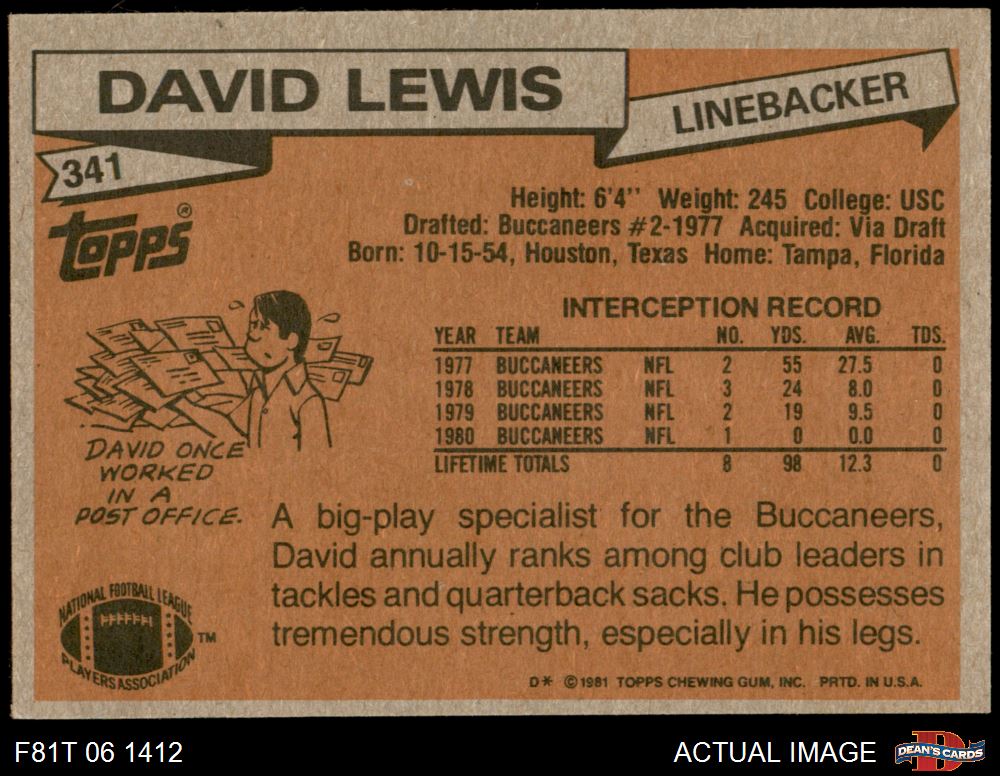 DAVID LEWIS
LINEBACKER
341
Topps®
Height: 6'4'' Weight: 245 College: USC
Drafted: Buccaneers #2-1977 Acquired: Via Draft
Born: 10-15-54, Houston, Texas Home: Tampa, Florida
INTERCEPTION RECORD
YEAR TEAM NO. YDS. AVG. TDS.
1977 BUCCANEERS NFL 2 55 27.5 0
1978 BUCCANEERS NFL 3 24 8.0 0
1979 BUCCANEERS NFL 2 19 9.5 0
1980 BUCCANEERS NFL 1 0 0.0 0
LIFETIME TOTALS 8 98 12.3 0
DAVID ONCE
WORKED
IN A
POST OFFICE.
A big-play specialist for the Buccaneers,
David annually ranks among club leaders in
tackles and quarterback sacks. He possesses
tremendous strength, especially in his legs.
NATIONAL FOOTBALL LEAGUE
PLAYERS ASSOCIATION
TM
D* ©1981 TOPPS CHEWING GUM, INC. PRTD. IN U.S.A.
F81T 06 1412
ACTUAL IMAGE
D
DEAN'S CARDS